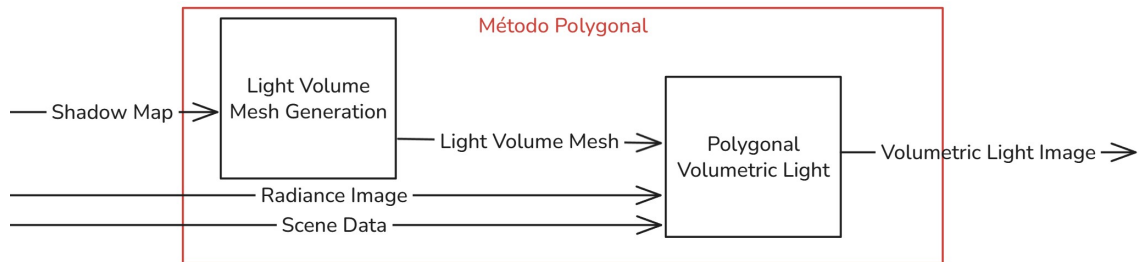 Método Polygonal
Light Volume
Mesh Generation
Shadow Map
Light Volume Mesh
Polygonal
Volumetric Light
Volumetric Light Image
Radiance Image
Scene Data